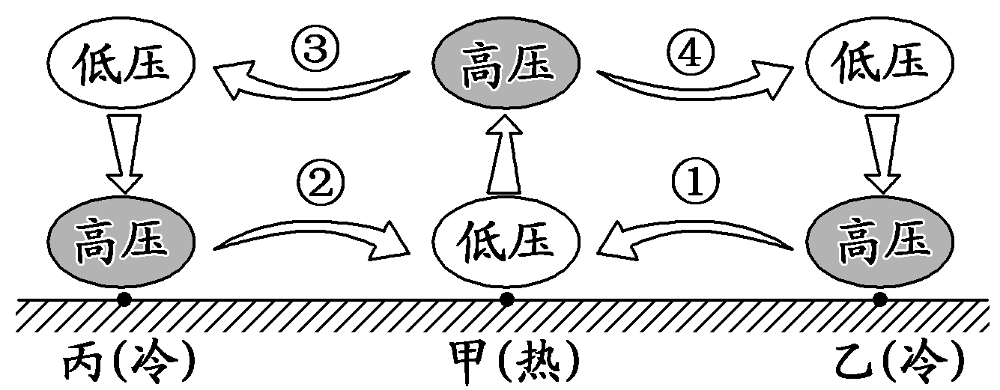 低压 ③ 高压 ④ 低压
② ①
高压 低压 高压
丙(冷) 甲(热) 乙(冷)